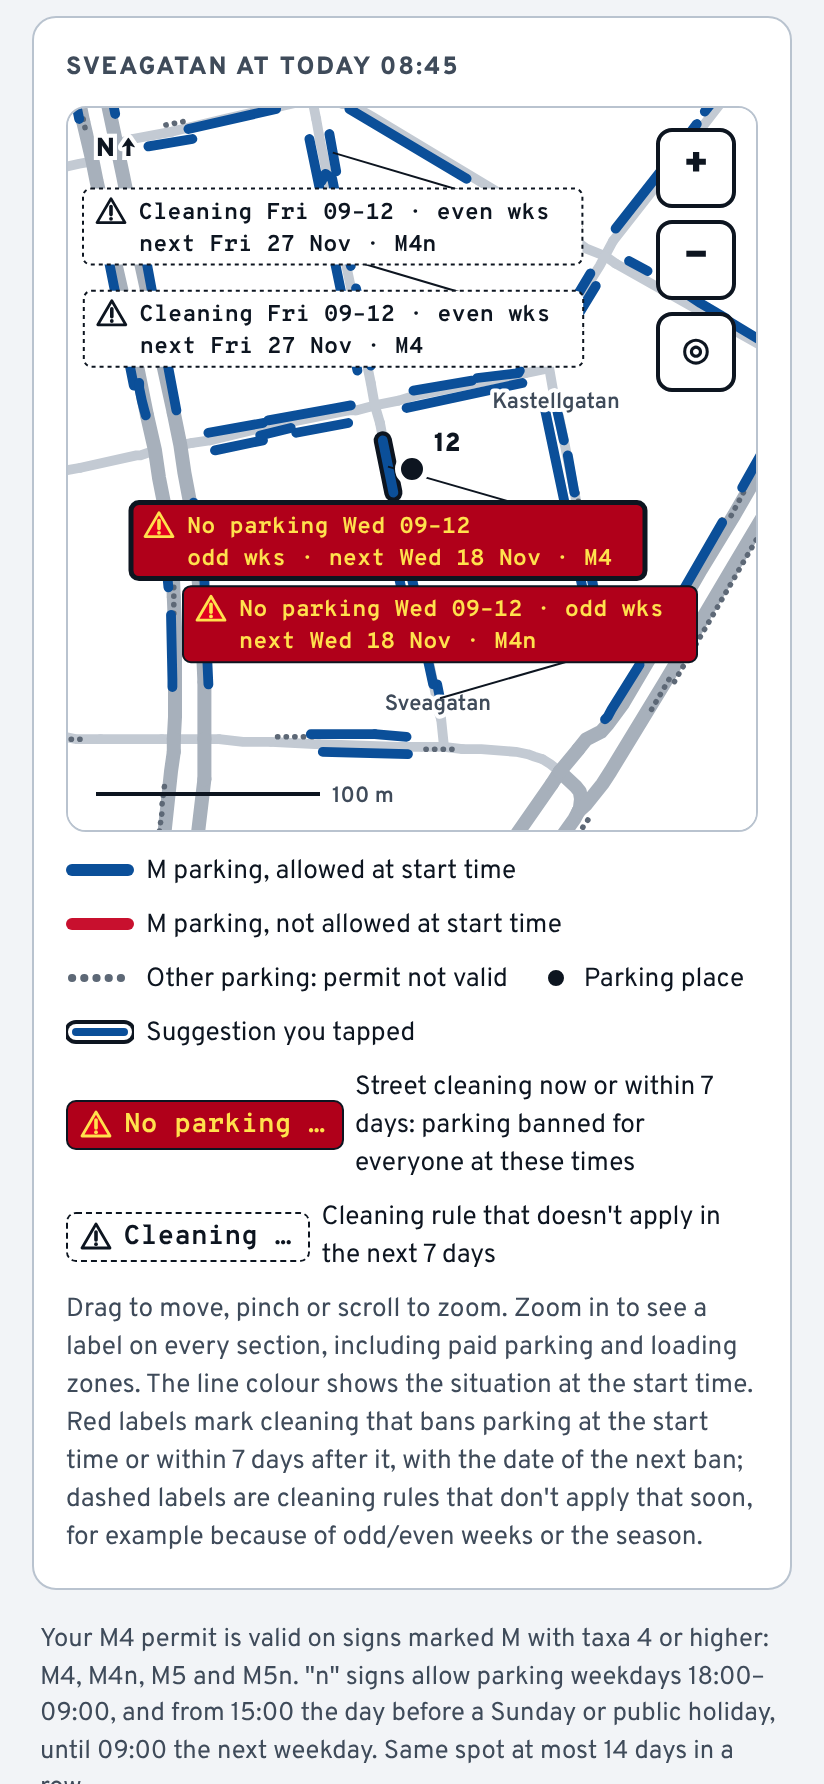 SVEAGATAN AT TODAY 08:45
N
+
Cleaning Fri 09–12 · even wks
next Fri 27 Nov · M4n
−
Cleaning Fri 09–12 · even wks
next Fri 27 Nov · M4
Kastellgatan
12
No parking Wed 09–12
odd wks · next Wed 18 Nov · M4
No parking Wed 09–12 · odd wks
next Wed 18 Nov · M4n
Sveagatan
100 m
M parking, allowed at start time
M parking, not allowed at start time
Other parking: permit not valid
Parking place
Suggestion you tapped
No parking …
Street cleaning now or within 7
days: parking banned for
everyone at these times
Cleaning …
Cleaning rule that doesn't apply in
the next 7 days
Drag to move, pinch or scroll to zoom. Zoom in to see a
label on every section, including paid parking and loading
zones. The line colour shows the situation at the start time.
Red labels mark cleaning that bans parking at the start
time or within 7 days after it, with the date of the next ban;
dashed labels are cleaning rules that don't apply that soon,
for example because of odd/even weeks or the season.
Your M4 permit is valid on signs marked M with taxa 4 or higher:
M4, M4n, M5 and M5n. "n" signs allow parking weekdays 18:00–
09:00, and from 15:00 the day before a Sunday or public holiday,
until 09:00 the next weekday. Same spot at most 14 days in a